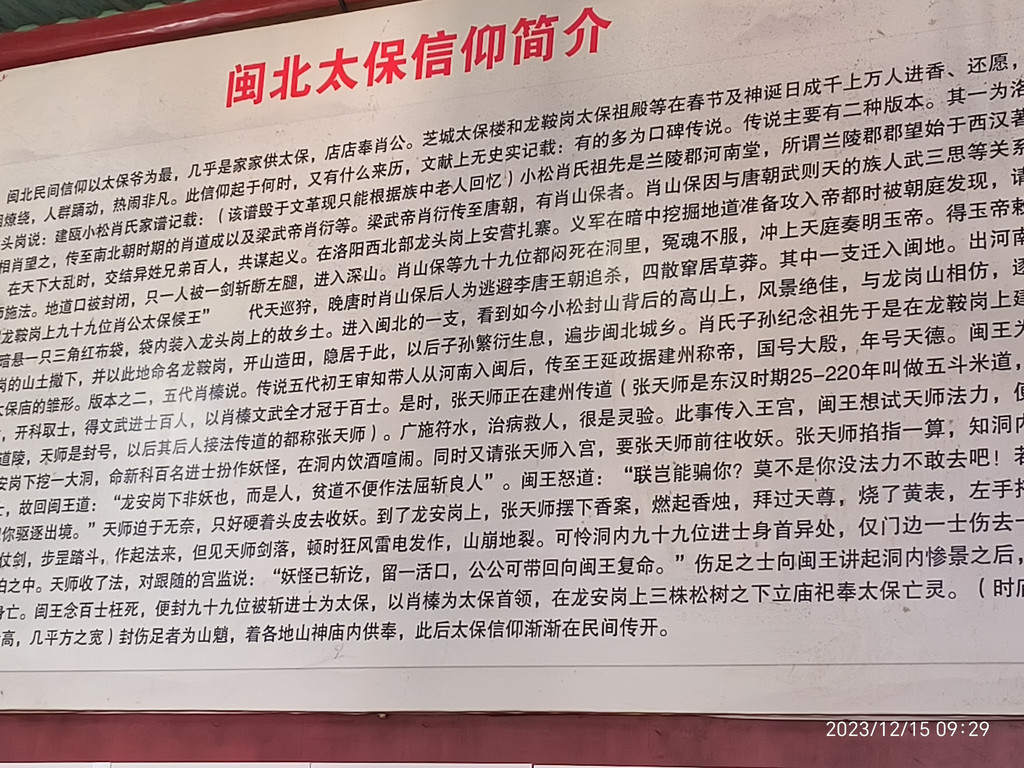 闽北太保信仰简介
闽北民间信仰以太保爷为最，几乎是家家供太保，店店奉肖公。芝城太保楼和龙鞍岗太保祖殿等在春节及神诞日成千上万人进香、还愿，
燎绕，人群踊动，热闹非凡。此信仰起于何时，又有什么来历，文献上无史实记载：有的多为口碑传说。传说主要有二种版本。其一为洛
头岗说：建瓯小松肖氏家谱记载：（该谱毁于文革现只能根据族中老人回忆）小松肖氏祖先是兰陵郡河南堂，所谓兰陵郡郡望始于西汉著
相肖望之，传至南北朝时期的肖道成以及梁武帝肖衍等。梁武帝肖衍传至唐朝，有肖山保者。肖山保因与唐朝武则天的族人武三思等关系
在天下大乱时，交结异姓兄弟百人，共谋起义。在洛阳西北部龙头岗上安营扎寨。义军在暗中挖掘地道准备攻入帝都时被朝庭发现，请
师施法。地道口被封闭，只一人被一剑斩断左腿，进入深山。肖山保等九十九位都闷死在洞里，冤魂不服，冲上天庭奏明玉帝。得玉帝敕
龙鞍岗上九十九位肖公太保候王” 代天巡狩，晚唐时肖山保后人为逃避李唐王朝追杀，四散窜居草莽。其中一支迁入闽地。出河南
悬一只三角红布袋，袋内装入龙头岗上的故乡土。进入闽北的一支，看到如今小松封山背后的高山上，风景绝佳，与龙岗山相仿，逐
岗的山土撒下，并以此地命名龙鞍岗，开山造田，隐居于此，以后子孙繁衍生息，遍步闽北城乡。肖氏子孙纪念祖先于是在龙鞍岗上建
太保庙的雏形。版本之二，五代肖榛说。传说五代初王审知带人从河南入闽后，传至王延政据建州称帝，国号大殷，年号天德。闽王为
，开科取士，得文武进士百人，以肖榛文武全才冠于百士。是时，张天师正在建州传道（张天师是东汉时期25-220年叫做五斗米道，
道陵，天师是封号，以后其后人接法传道的都称张天师）。广施符水，治病救人，很是灵验。此事传入王宫，闽王想试天师法力，便
安岗下挖一大洞，命新科百名进士扮作妖怪，在洞内饮酒喧闹。同时又请张天师入宫，要张天师前往收妖。张天师掐指一算，知洞内
，故回闽王道：“龙安岗下非妖也，而是人，贫道不便作法屈斩良人”。闽王怒道：“联岂能骗你？莫不是你没法力不敢去吧！若
你驱逐出境。”天师迫于无奈，只好硬着头皮去收妖。到了龙安岗上，张天师摆下香案，燃起香烛，拜过天尊，烧了黄表，左手持
仗剑，步罡踏斗，作起法来，但见天师剑落，顿时狂风雷电发作，山崩地裂。可怜洞内九十九位进士身首异处，仅门边一士伤去一
泊之中。天师收了法，对跟随的宫监说：“妖怪已斩讫，留一活口，公公可带回向闽王复命。”伤足之士向闽王讲起洞内惨景之后，
身亡。闽王念百士枉死，便封九十九位被斩进士为太保，以肖榛为太保首领，在龙安岗上三株松树之下立庙祀奉太保亡灵。（时庙
高，几平方之宽）封伤足者为山魈，着各地山神庙内供奉，此后太保信仰渐渐在民间传开。
2023/12/15 09:29